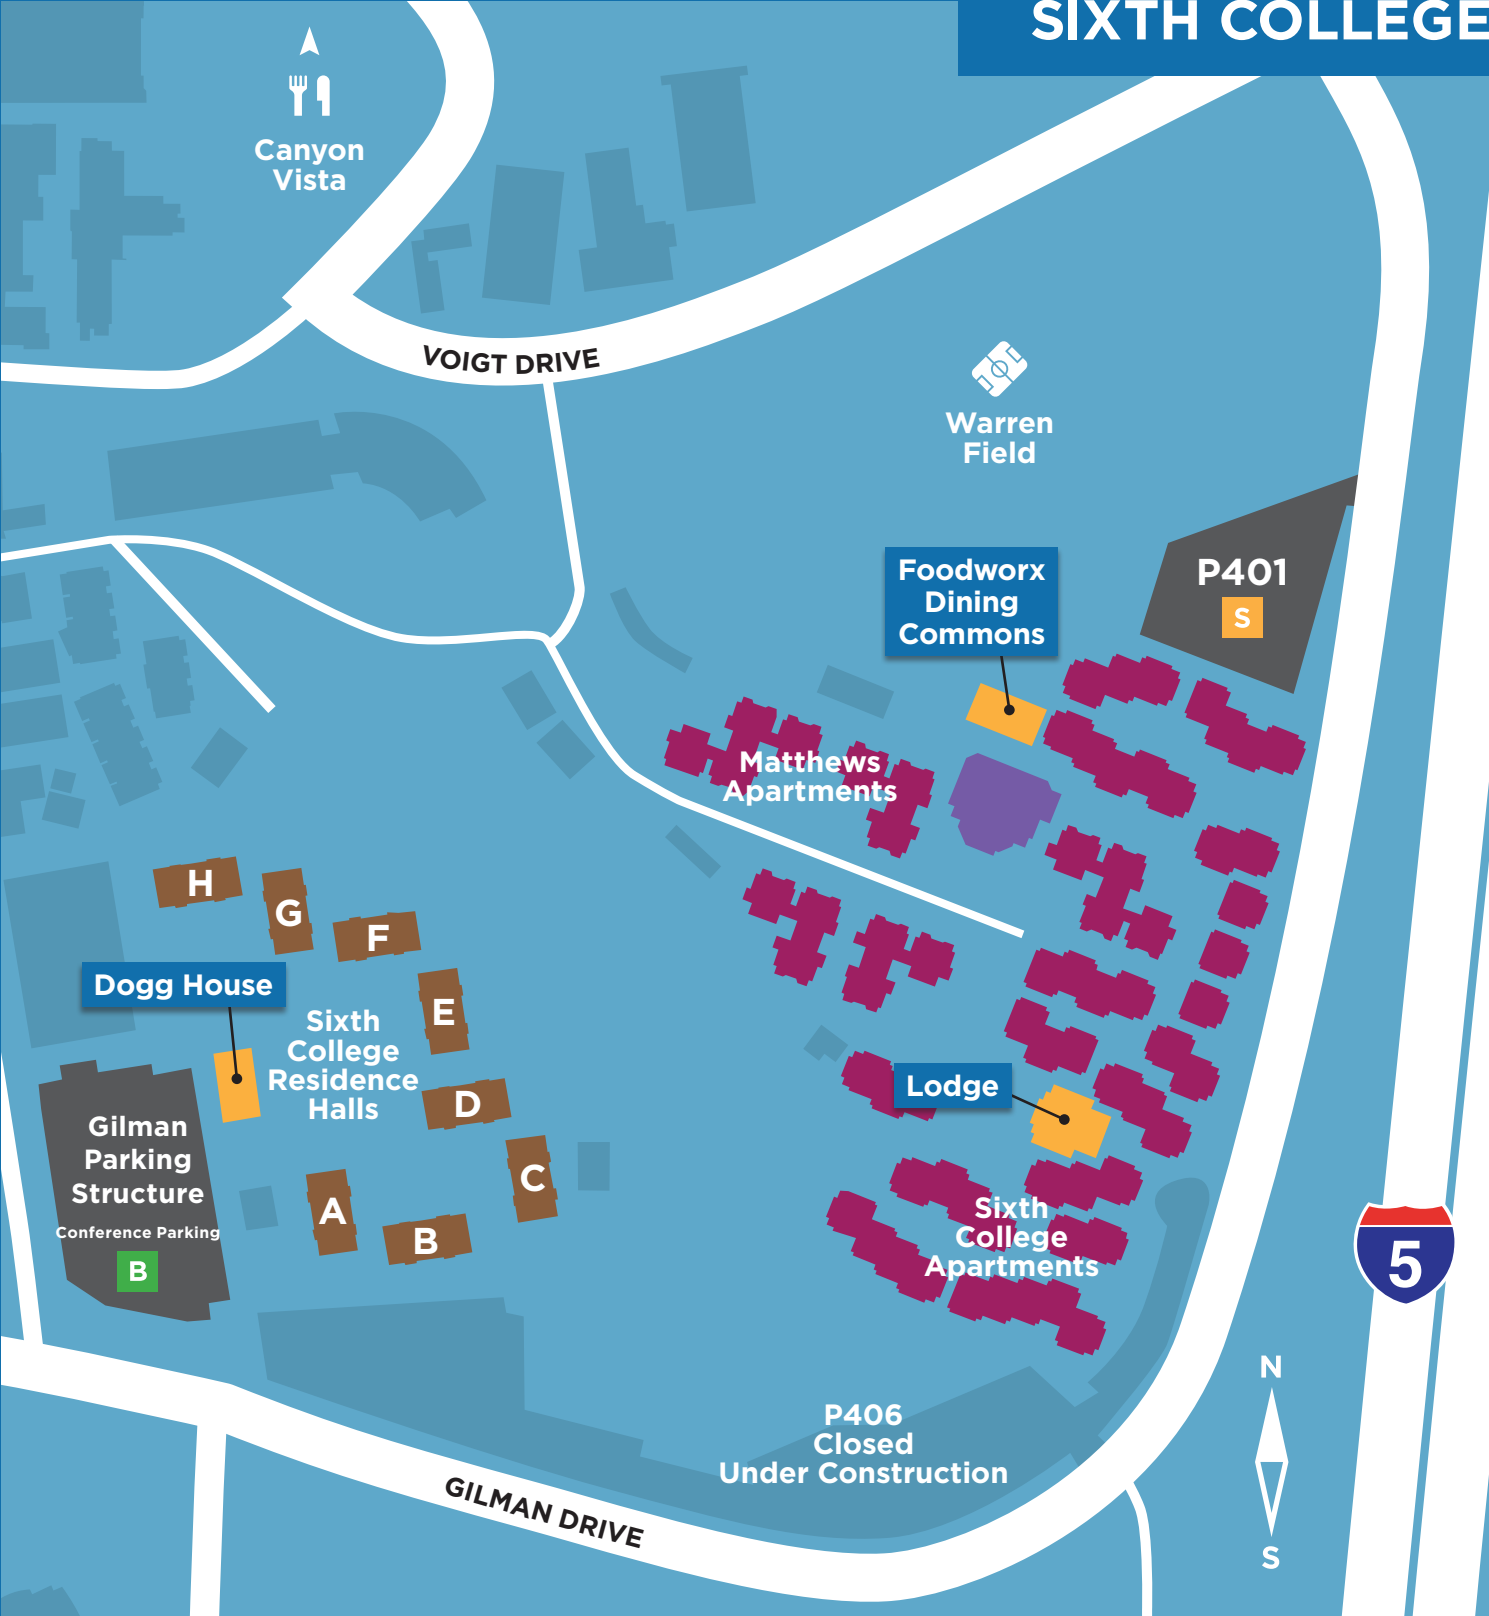 SIXTH COLLEGE
Canyon
Vista
VOIGT DRIVE
Warren
Field
Foodworx
Dining
Commons
P401
S
Matthews
Apartments
H
G
F
Dogg House
E
Sixth
College
Residence
Halls
D
Lodge
Gilman
Parking
Structure
Conference Parking
B
C
A
B
Sixth
College
Apartments
5
N
S
P406
Closed
Under Construction
GILMAN DRIVE